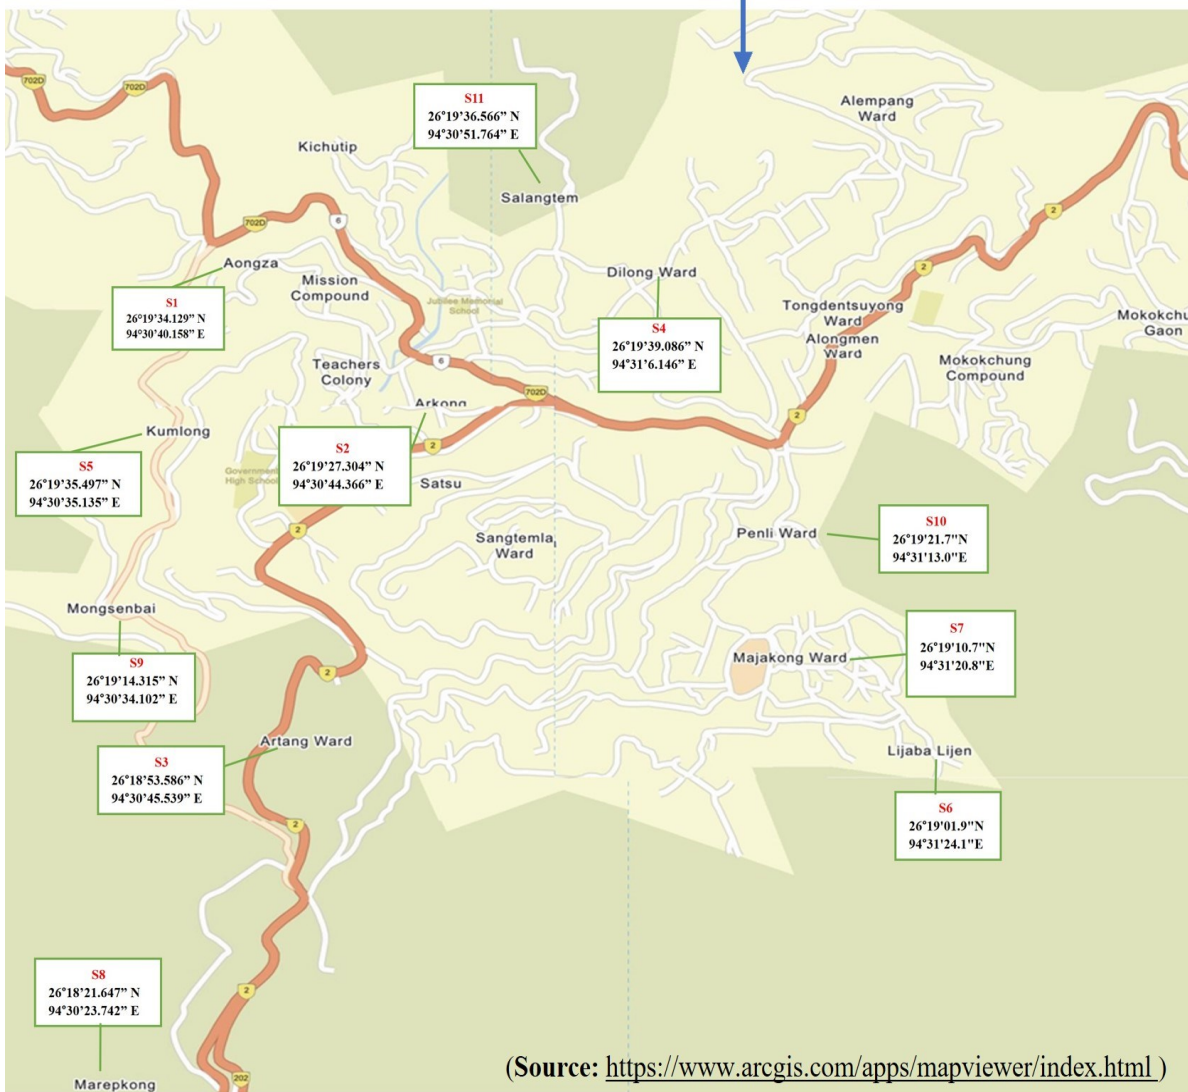 702D
702D
Alempang
Ward
S11
26°19’36.566” N
94°30’51.764” E
Kichutip
Salangtem
2
702D
6
Aongza
Mission
Compound
Dilong Ward
2
S1
26°19’34.129” N
94°30’40.158” E
Jubilee Memorial
School
Tongdentsuyong
Ward
Alongmen
Ward
Mokokchu
Gaon
S4
26°19’39.086” N
94°31’6.146” E
Teachers
Colony
6
Mokokchung
Compound
702D
Arkong
2
Kumlong
S2
26°19’27.304” N
94°30’44.366” E
2
S5
26°19’35.497” N
94°30’35.135” E
Government
High School
Satsu
2
Sangtemla
Ward
Penli Ward
S10
26°19'21.7"N
94°31'13.0"E
Mongsenbai
S7
26°19'10.7"N
94°31'20.8"E
Majakong Ward
S9
26°19’14.315” N
94°30’34.102” E
2
Artang Ward
Lijaba Lijen
S3
26°18’53.586” N
94°30’45.539” E
S6
26°19'01.9"N
94°31'24.1"E
2
S8
26°18’21.647” N
94°30’23.742” E
2
Marepkong
202
(Source: https://www.arcgis.com/apps/mapviewer/index.html )